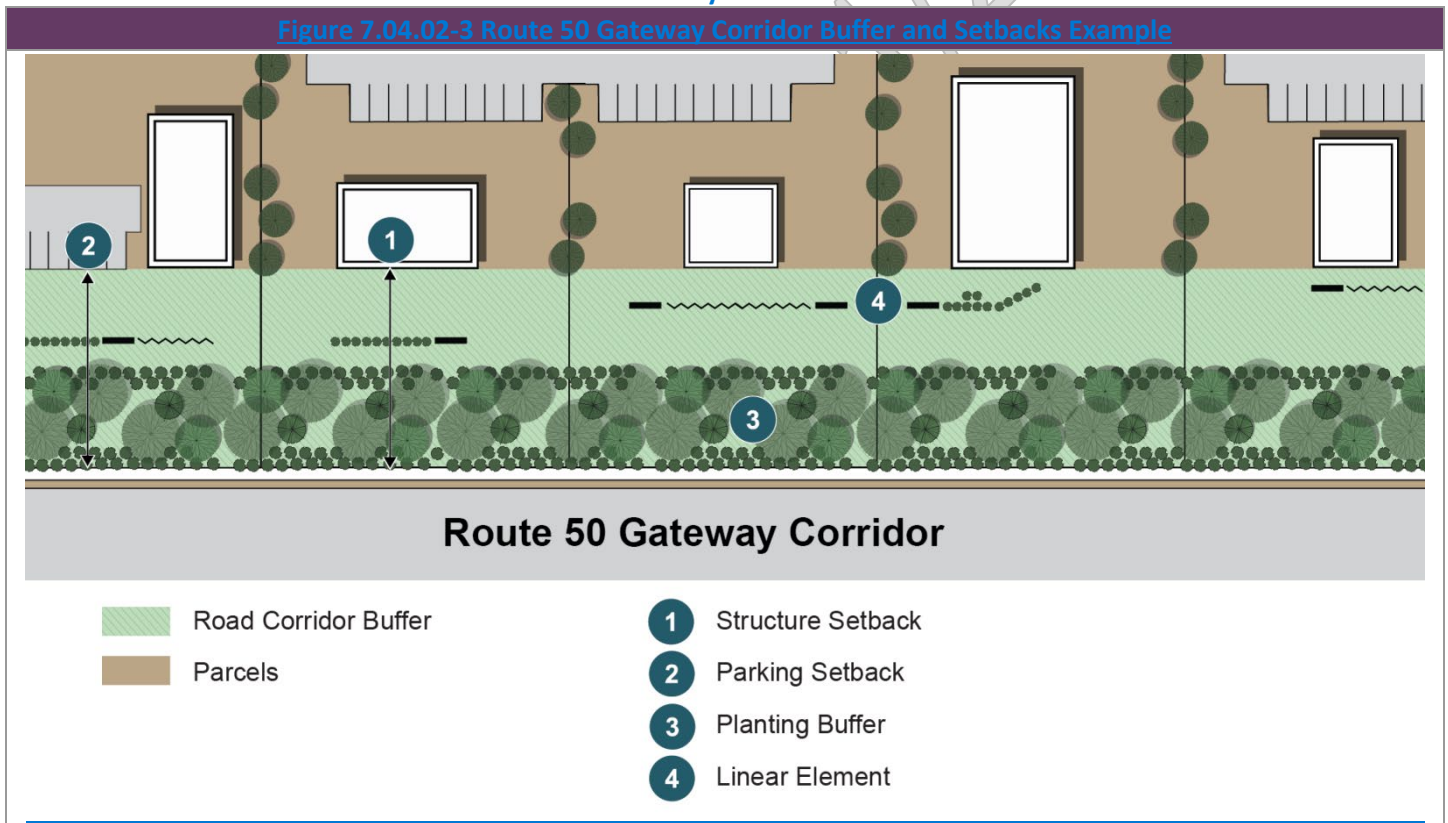 Figure 7.04.02-3 Route 50 Gateway Corridor Buffer and Setbacks Example
2
1
4
3
Route 50 Gateway Corridor
Road Corridor Buffer
Parcels
1 Structure Setback
2 Parking Setback
3 Planting Buffer
4 Linear Element